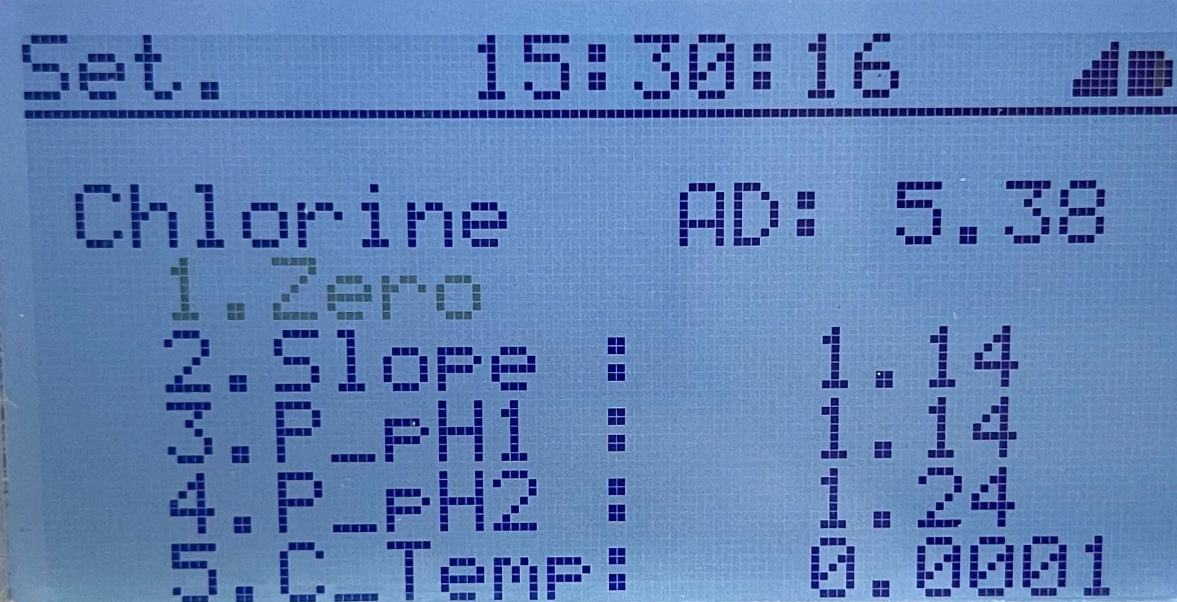 Set. 15:30:16
Chlorine AD: 5.38
1.Zero
2.Slope : 1.14
3.P_pH1 : 1.14
4.P_pH2 : 1.24
5.C_Temp: 0.0001